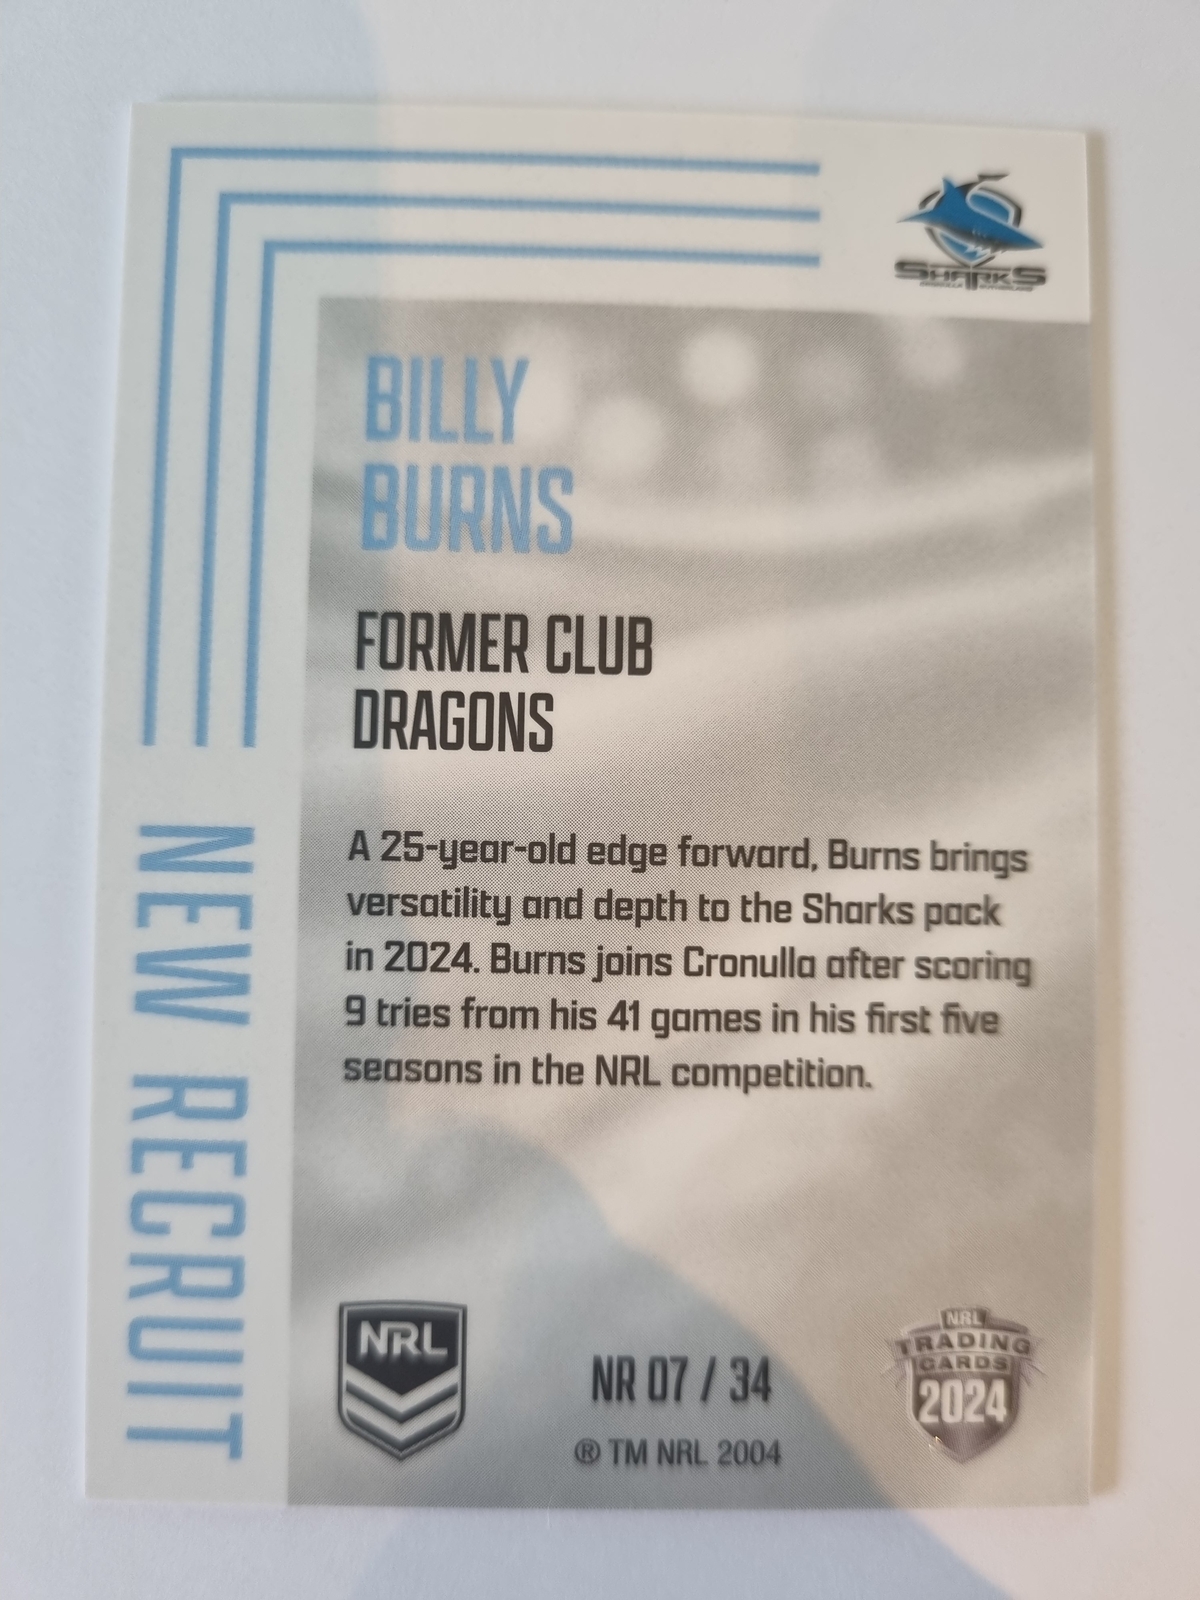 SHARKS
BILLY
BURNS
FORMER CLUB
DRAGONS
A 25-year-old edge forward, Burns brings
versatility and depth to the Sharks pack
in 2024. Burns joins Cronulla after scoring
9 tries from his 41 games in his first five
seasons in the NRL competition.
NEW RECRUIT
NRL
NR 07 / 34
® TM NRL 2004
NRL
TRADING
CARDS
2024